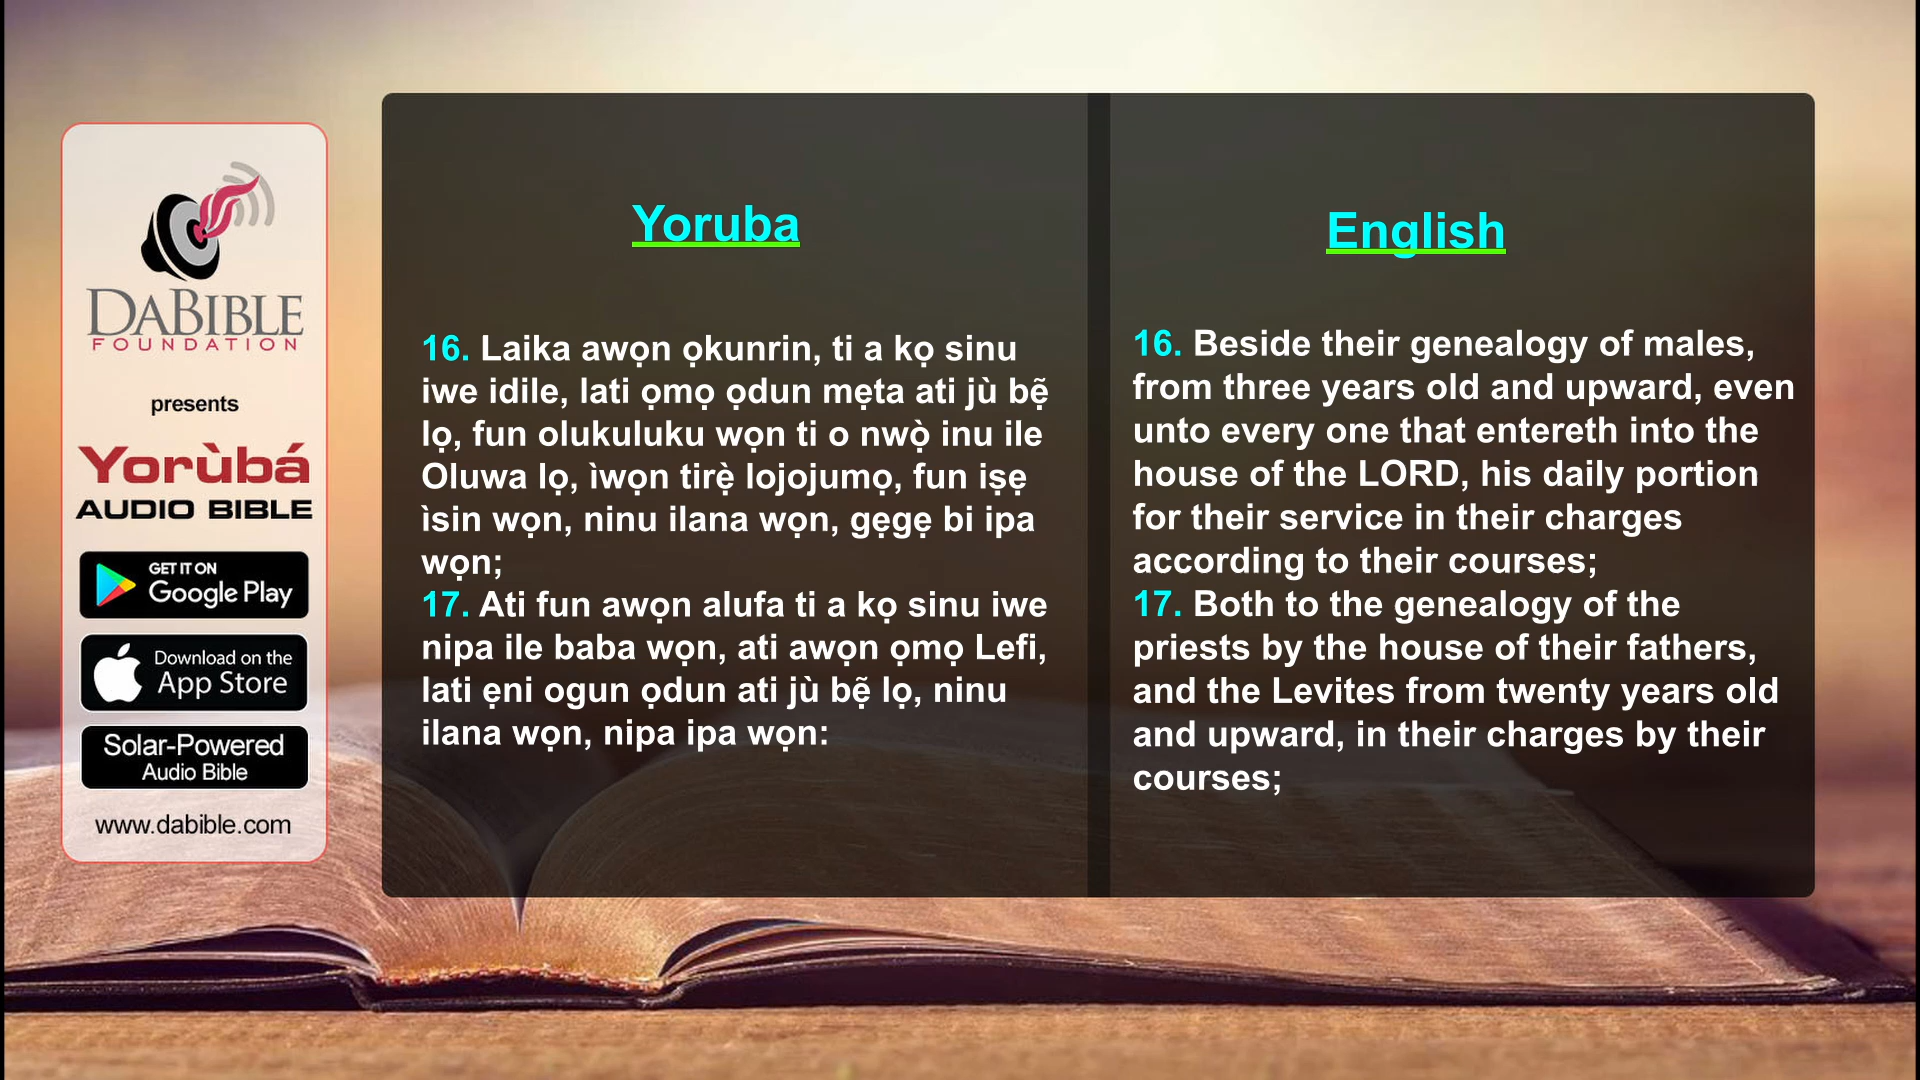 DABIBLE
FOUNDATION
presents
Yorùbá
AUDIO BIBLE
GET IT ON
Google Play
Download on the
App Store
Solar-Powered
Audio Bible
www.dabible.com
Yoruba
16. Laika awọn ọkunrin, ti a kọ sinu
iwe idile, lati ọmọ ọdun mẹta ati jù bẹ̃
lọ, fun olukuluku wọn ti o nwọ̀ inu ile
Oluwa lọ, ìwọn tirẹ̀ lojojumọ, fun iṣẹ
ìsin wọn, ninu ilana wọn, gẹgẹ bi ipa
wọn;
17. Ati fun awọn alufa ti a kọ sinu iwe
nipa ile baba wọn, ati awọn ọmọ Lefi,
lati ẹni ogun ọdun ati jù bẹ̃ lọ, ninu
ilana wọn, nipa ipa wọn:
English
16. Beside their genealogy of males,
from three years old and upward, even
unto every one that entereth into the
house of the LORD, his daily portion
for their service in their charges
according to their courses;
17. Both to the genealogy of the
priests by the house of their fathers,
and the Levites from twenty years old
and upward, in their charges by their
courses;